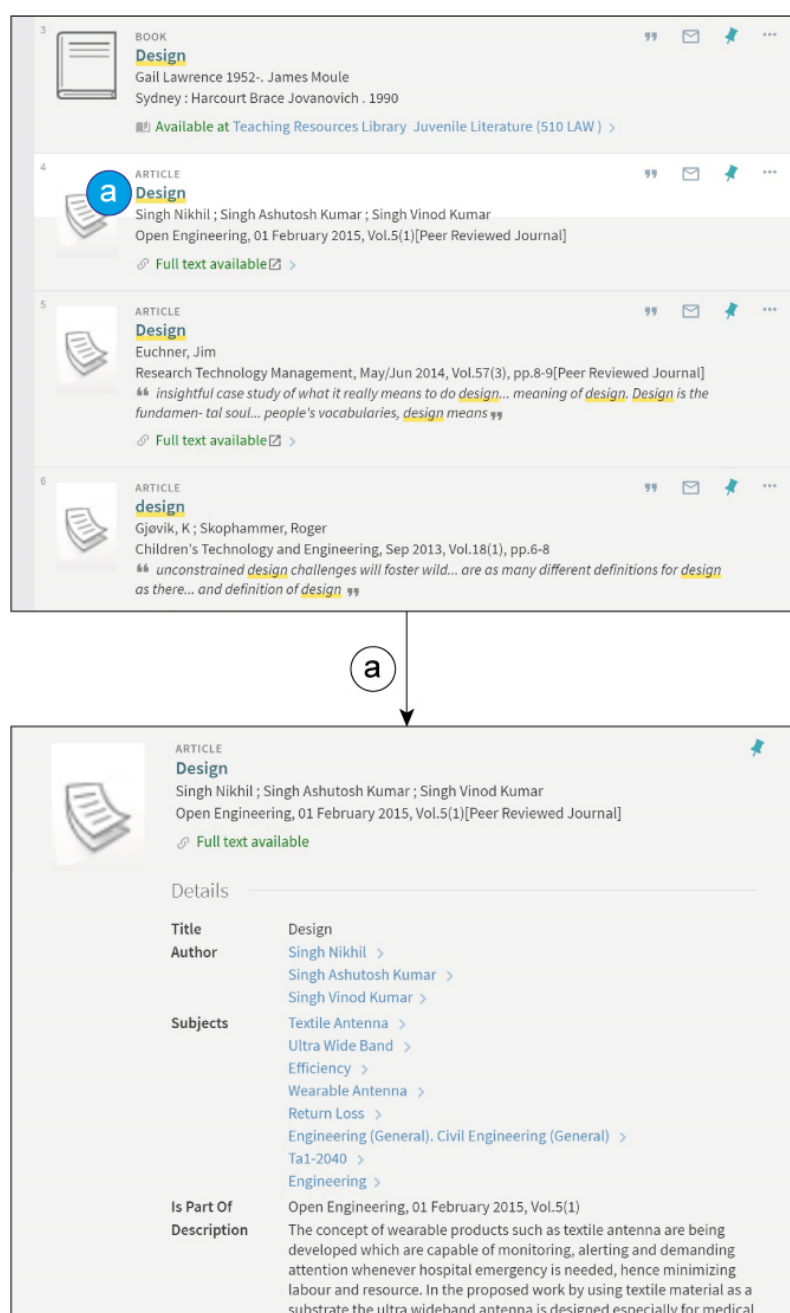 3
BOOK
Design
Gail Lawrence 1952-. James Moule
Sydney : Harcourt Brace Jovanovich . 1990
Available at Teaching Resources Library Juvenile Literature (510 LAW ) >
4
ARTICLE
a
Design
Singh Nikhil ; Singh Ashutosh Kumar ; Singh Vinod Kumar
Open Engineering, 01 February 2015, Vol.5(1)[Peer Reviewed Journal]
Full text available >
5
ARTICLE
Design
Euchner, Jim
Research Technology Management, May/Jun 2014, Vol.57(3), pp.8-9[Peer Reviewed Journal]
“ insightful case study of what it really means to do design... meaning of design. Design is the
fundamen- tal soul... people's vocabularies, design means ”
Full text available >
6
ARTICLE
design
Gjøvik, K ; Skophammer, Roger
Children's Technology and Engineering, Sep 2013, Vol.18(1), pp.6-8
“ unconstrained design challenges will foster wild... are as many different definitions for design
as there... and definition of design ”
a
ARTICLE
Design
Singh Nikhil ; Singh Ashutosh Kumar ; Singh Vinod Kumar
Open Engineering, 01 February 2015, Vol.5(1)[Peer Reviewed Journal]
Full text available
Details
Title Design
Author Singh Nikhil >
Singh Ashutosh Kumar >
Singh Vinod Kumar >
Subjects Textile Antenna >
Ultra Wide Band >
Efficiency >
Wearable Antenna >
Return Loss >
Engineering (General). Civil Engineering (General) >
Ta1-2040 >
Engineering >
Is Part Of Open Engineering, 01 February 2015, Vol.5(1)
Description The concept of wearable products such as textile antenna are being
developed which are capable of monitoring, alerting and demanding
attention whenever hospital emergency is needed, hence minimizing
labour and resource. In the proposed work by using textile material as a
substrate the ultra wideband antenna is designed especially for medical